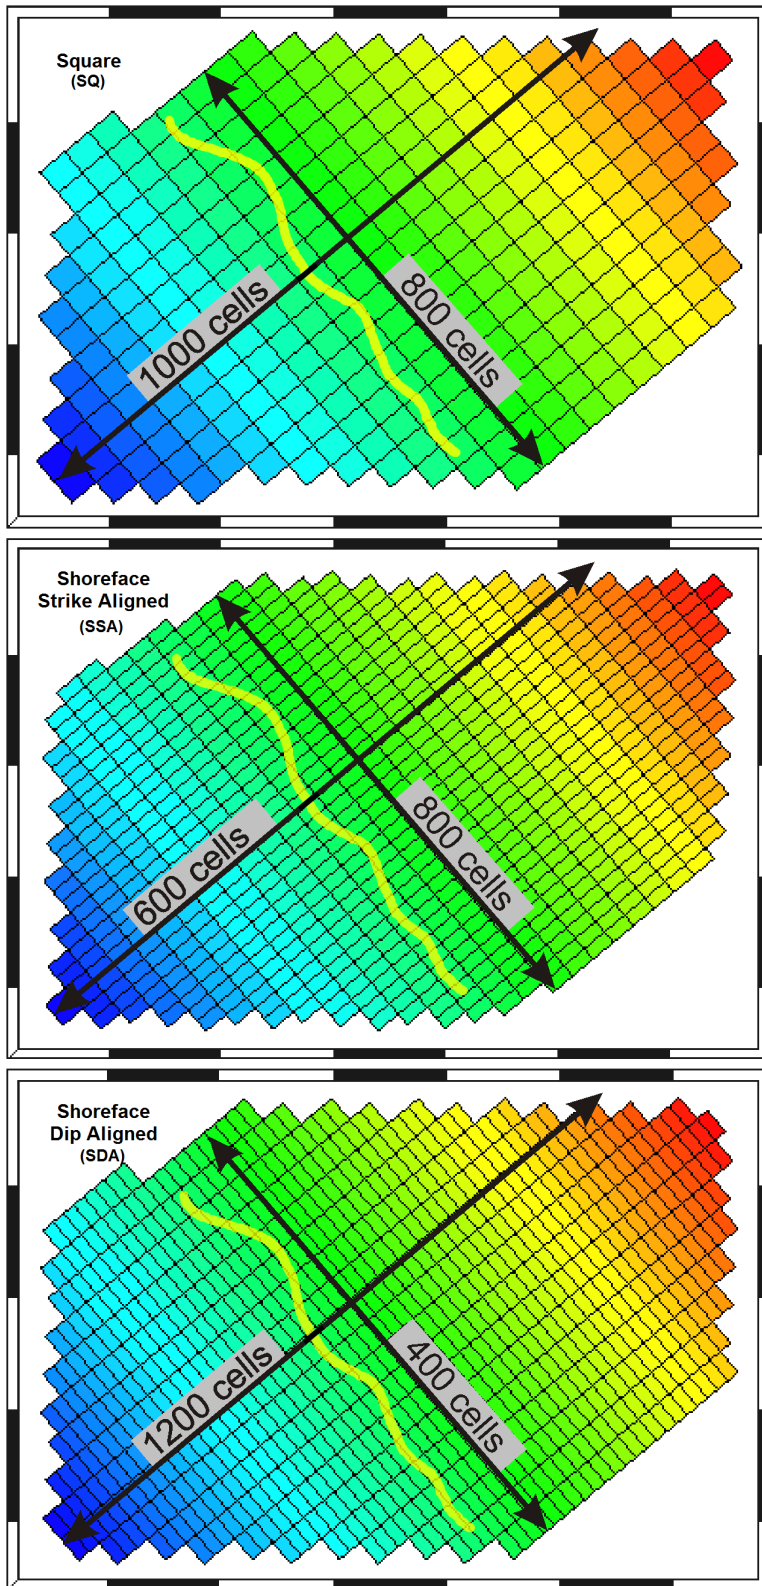 Square
(SQ)
1000 cells
800 cells
Shoreface
Strike Aligned
(SSA)
600 cells
800 cells
Shoreface
Dip Aligned
(SDA)
1200 cells
400 cells